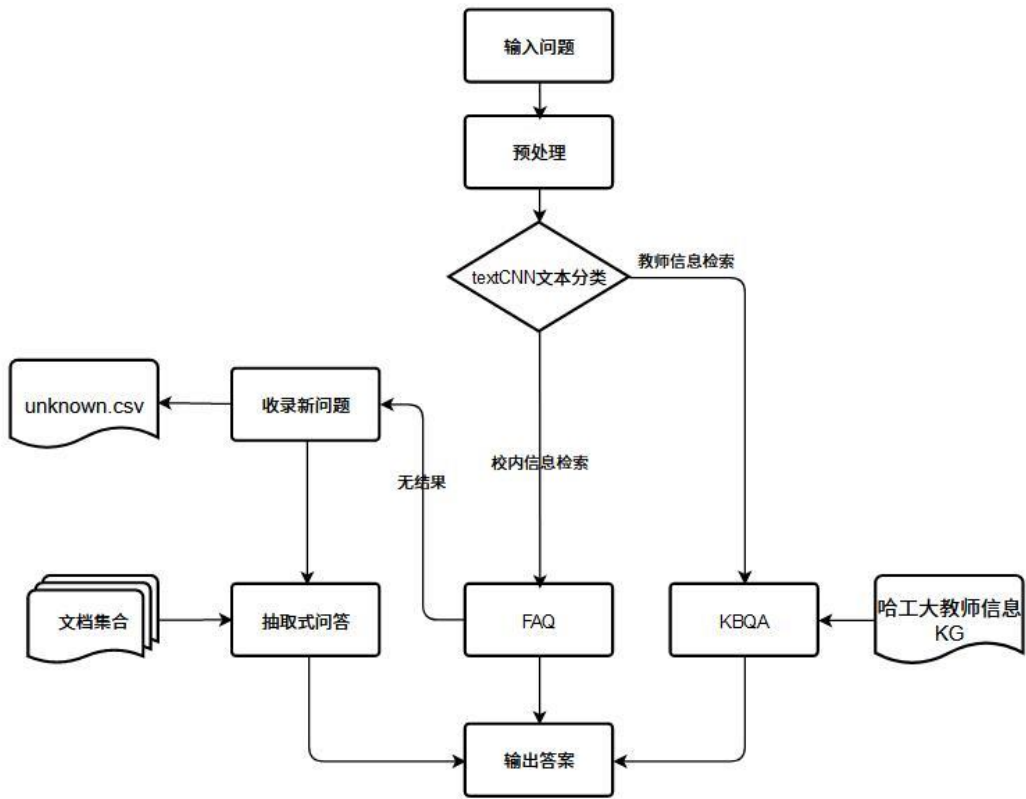 输入问题
预处理
textCNN文本分类
教师信息检索
unknown.csv
收录新问题
校内信息检索
无结果
文档集合
抽取式问答
FAQ
KBQA
哈工大教师信息
KG
输出答案